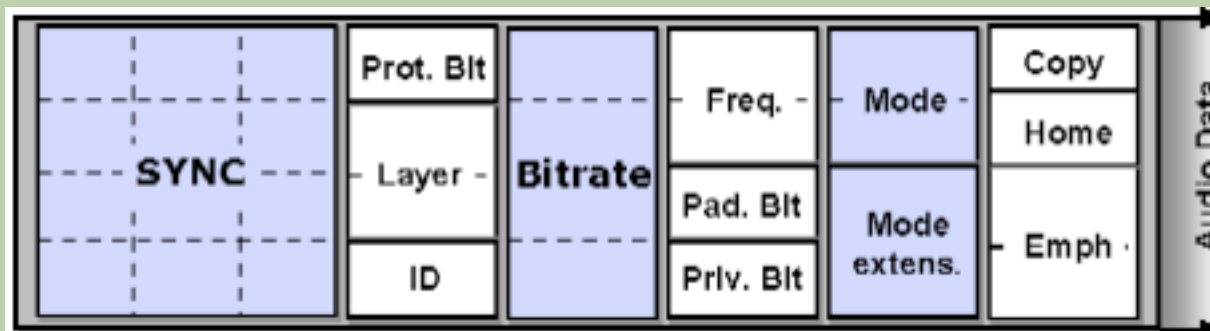 SYNC
Prot. BIt
Layer
ID
Bitrate
Freq.
Pad. BIt
PrIv. BIt
Mode
Mode
extens.
Copy
Home
Emph
Audio Data